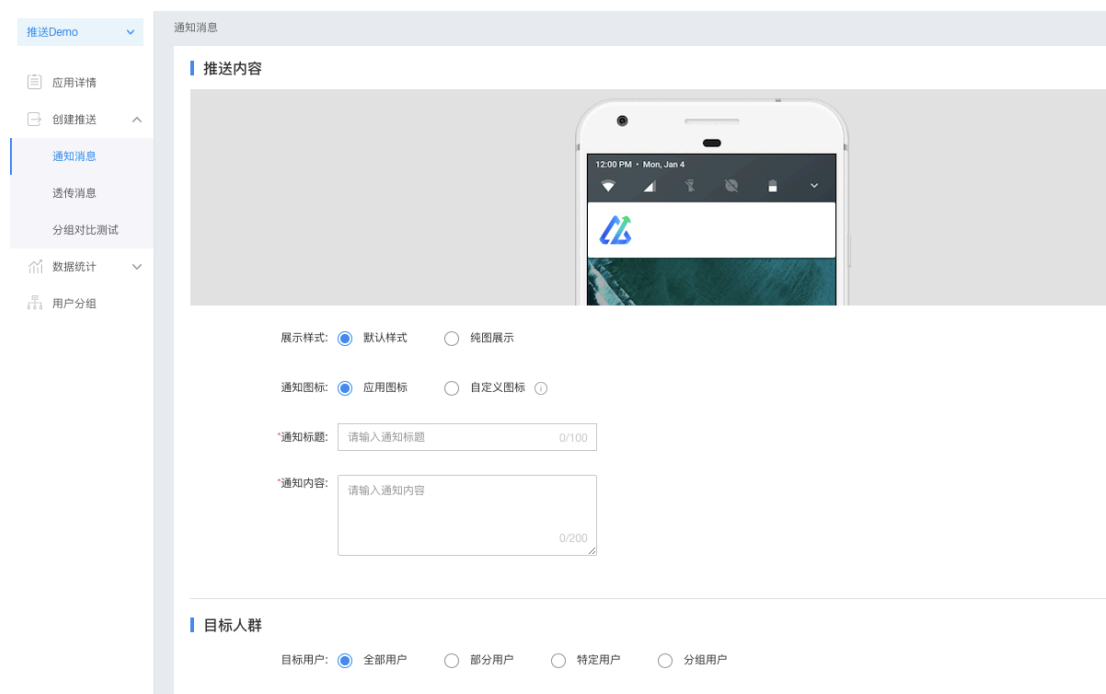 推送Demo
通知消息
推送内容
应用详情
创建推送
通知消息
透传消息
分组对比测试
数据统计
用户分组
12:00 PM • Mon, Jan 4
展示样式: 默认样式 纯图展示
通知图标: 应用图标 自定义图标
*通知标题: 请输入通知标题 0/100
*通知内容: 请输入通知内容
0/200
目标人群
目标用户: 全部用户 部分用户 特定用户 分组用户